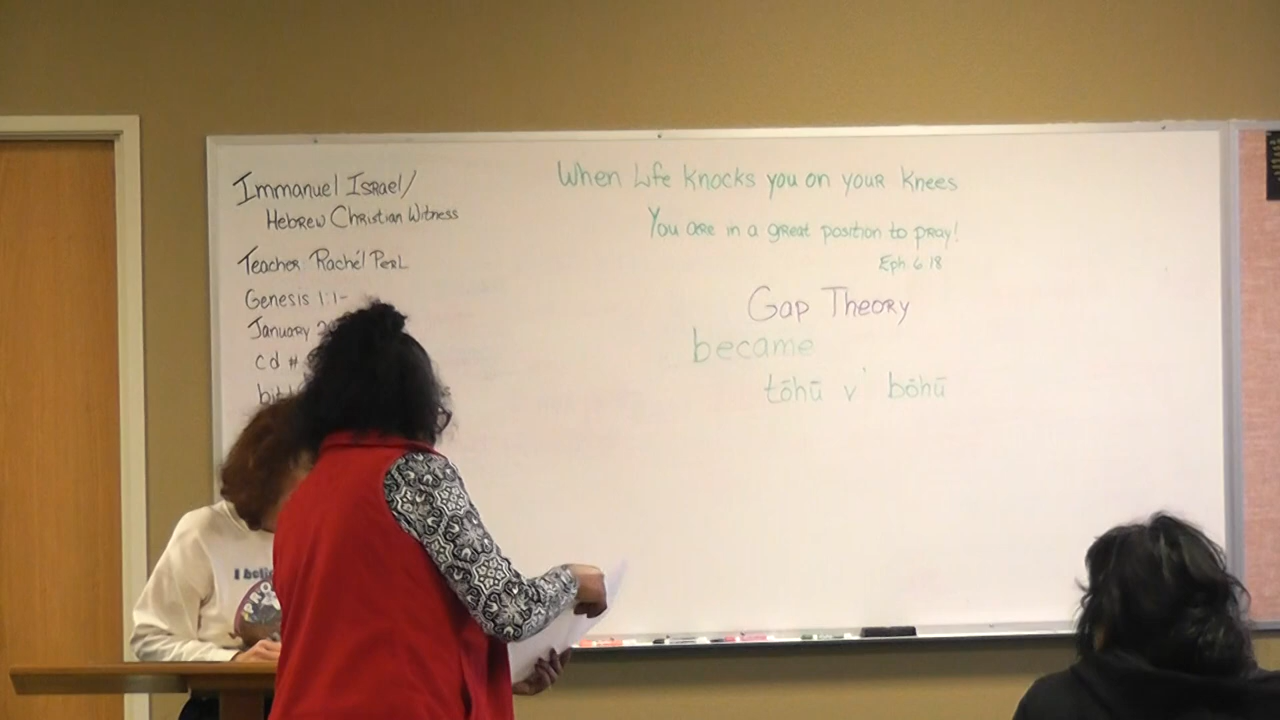 Immanuel Israel/
Hebrew Christian Witness
Teacher Rachél Perl
Genesis 1:1-
January
cd #
When Life Knocks you on your Knees
You are in a great position to pray!
Eph. 6:18
Gap Theory
became
tōhū v' bōhū
I